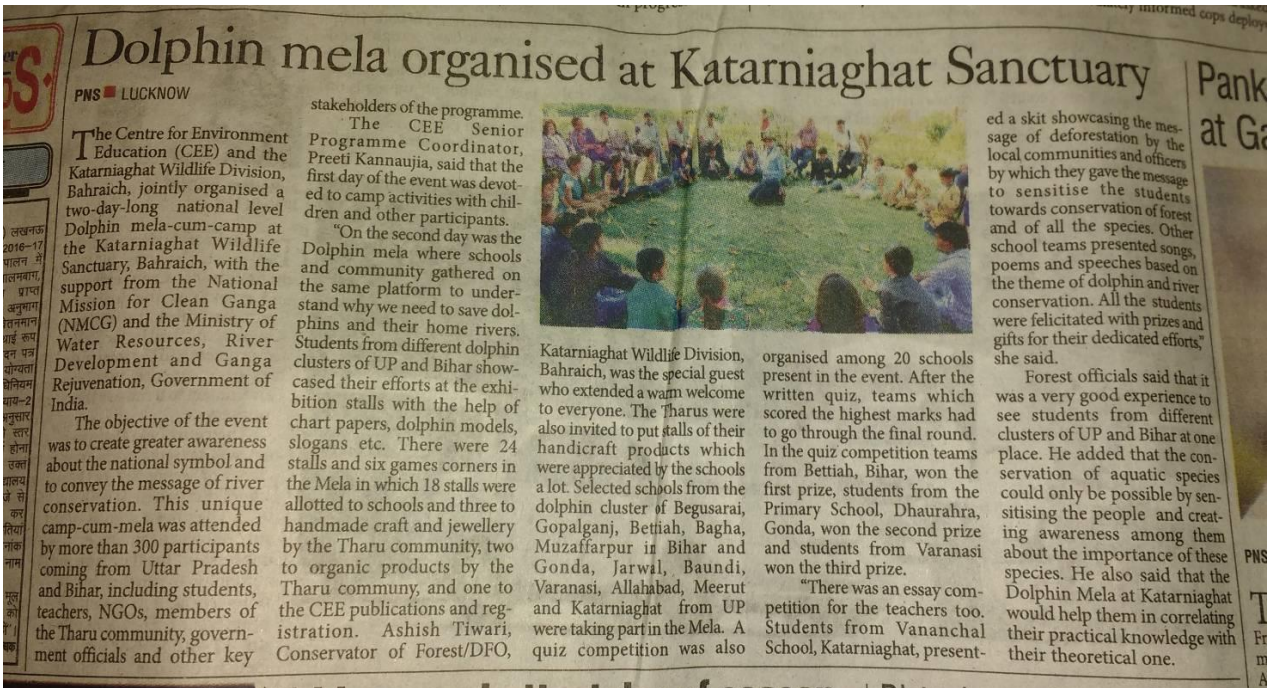 informed cops deploye
Dolphin mela organised at Katarniaghat Sanctuary
PNS ■ LUCKNOW
The Centre for Environment
Education (CEE) and the
Katarniaghat Wildlife Division,
Bahraich, jointly organised a
two-day-long national level
Dolphin mela-cum-camp at
the Katarniaghat Wildlife
Sanctuary, Bahraich, with the
support from the National
Mission for Clean Ganga
(NMCG) and the Ministry of
Water Resources, River
Development and Ganga
Rejuvenation, Government of
India.
The objective of the event
was to create greater awareness
about the national symbol and
to convey the message of river
conservation. This unique
camp-cum-mela was attended
by more than 300 participants
coming from Uttar Pradesh
and Bihar, including students,
teachers, NGOs, members of
the Tharu community, govern-
ment officials and other key
stakeholders of the programme.
The CEE Senior
Programme Coordinator,
Preeti Kannaujia, said that the
first day of the event was devot-
ed to camp activities with chil-
dren and other participants.
"On the second day was the
Dolphin mela where schools
and community gathered on
the same platform to under-
stand why we need to save dol-
phins and their home rivers.
Students from different dolphin
clusters of UP and Bihar show-
cased their efforts at the exhi-
bition stalls with the help of
chart papers, dolphin models,
slogans etc. There were 24
stalls and six games corners in
the Mela in which 18 stalls were
allotted to schools and three to
handmade craft and jewellery
by the Tharu community, two
to organic products by the
Tharu communy, and one to
the CEE publications and reg-
istration. Ashish Tiwari,
Conservator of Forest/DFO,
Katarniaghat Wildlife Division,
Bahraich, was the special guest
who extended a warm welcome
to everyone. The Tharus were
also invited to put stalls of their
handicraft products which
were appreciated by the schools
a lot. Selected schools from the
dolphin cluster of Begusarai,
Gopalganj, Bettiah, Bagha,
Muzaffarpur in Bihar and
Gonda, Jarwal, Baundi,
Varanasi, Allahabad, Meerut
and Katarniaghat from UP
were taking part in the Mela. A
quiz competition was also
organised among 20 schools
present in the event. After the
written quiz, teams which
scored the highest marks had
to go through the final round.
In the quiz competition teams
from Bettiah, Bihar, won the
first prize, students from the
Primary School, Dhaurahra,
Gonda, won the second prize
and students from Varanasi
won the third prize.
"There was an essay com-
petition for the teachers too.
Students from Vananchal
School, Katarniaghat, present-
ed a skit showcasing the mes-
sage of deforestation by the
local communities and officers
by which they gave the message
to sensitise the students
towards conservation of forest
and of all the species. Other
school teams presented songs,
poems and speeches based on
the theme of dolphin and river
conservation. All the students
were felicitated with prizes and
gifts for their dedicated efforts,"
she said.
Forest officials said that it
was a very good experience to
see students from different
clusters of UP and Bihar at one
place. He added that the con-
servation of aquatic species
could only be possible by sen-
sitising the people and creat-
ing awareness among them
about the importance of these
species. He also said that the
Dolphin Mela at Katarniaghat
would help them in correlating
their practical knowledge with
their theoretical one.
Pank
at Ga
PNS
लखनऊ
2016-17
पालन में
प्राप्त